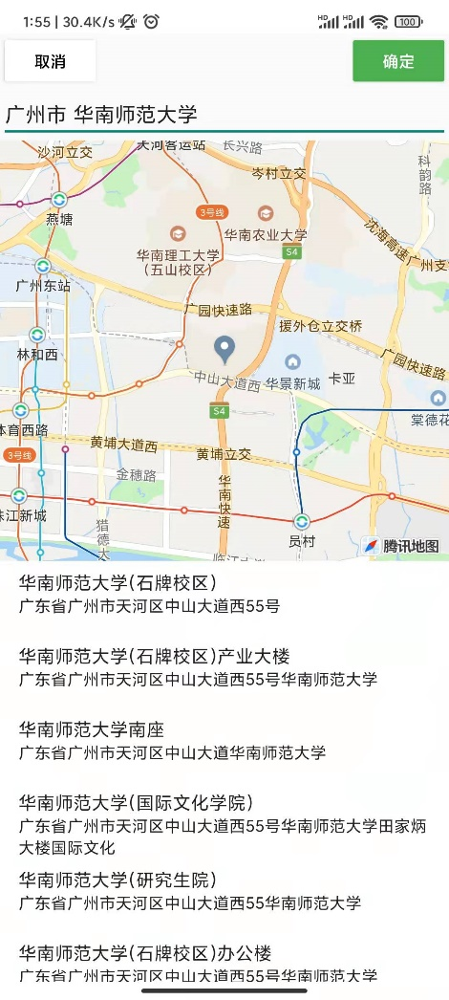 1:55 | 30.4K/s
HD HD 100
取消
确定
广州市 华南师范大学
沙河立交
天河客运站
长兴路
岑村立交
科韵路
3号线
燕塘
华南农业大学
沈海高速广州支
华南理工大学
(五山校区)
S4
广州东站
广园快速路
援外仓立交桥
林和西
广园快速路
中山大道西
华景新城
卡亚
S4
棠德花
体育西路
3号线
黄埔大道西
黄埔立交
金穗路
华南快速
珠江新城
猎德大
员村
临江大道
腾讯地图
华南师范大学(石牌校区)
广东省广州市天河区中山大道西55号
华南师范大学(石牌校区)产业大楼
广东省广州市天河区中山大道西55号华南师范大学
华南师范大学南座
广东省广州市天河区中山大道华南师范大学
华南师范大学(国际文化学院)
广东省广州市天河区中山大道西55号华南师范大学田家炳
大楼国际文化
华南师范大学(研究生院)
广东省广州市天河区中山大道西55华南师范大学
华南师范大学(石牌校区)办公楼
广东省广州市天河区中山大道西55号华南师范大学